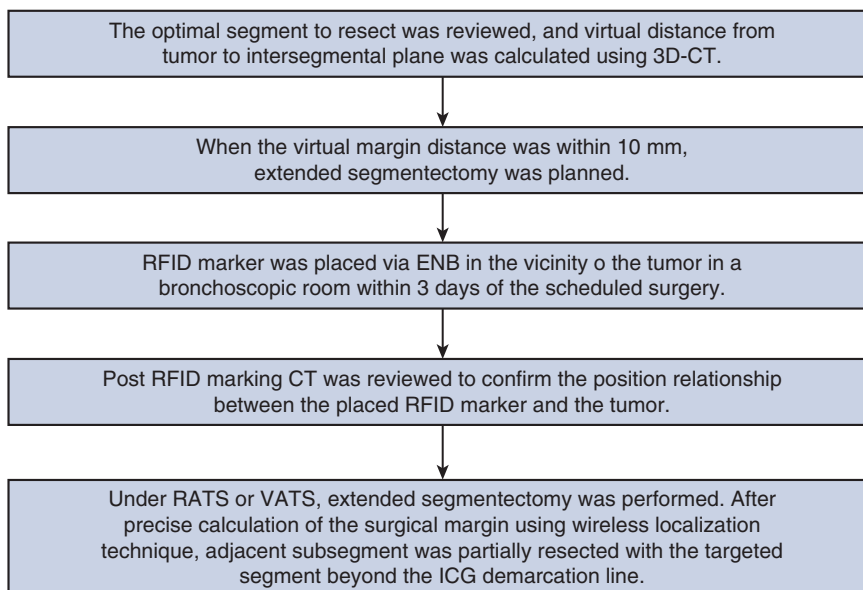 The optimal segment to resect was reviewed, and virtual distance from
tumor to intersegmental plane was calculated using 3D-CT.
When the virtual margin distance was within 10 mm,
extended segmentectomy was planned.
RFID marker was placed via ENB in the vicinity o the tumor in a
bronchoscopic room within 3 days of the scheduled surgery.
Post RFID marking CT was reviewed to confirm the position relationship
between the placed RFID marker and the tumor.
Under RATS or VATS, extended segmentectomy was performed. After
precise calculation of the surgical margin using wireless localization
technique, adjacent subsegment was partially resected with the targeted
segment beyond the ICG demarcation line.